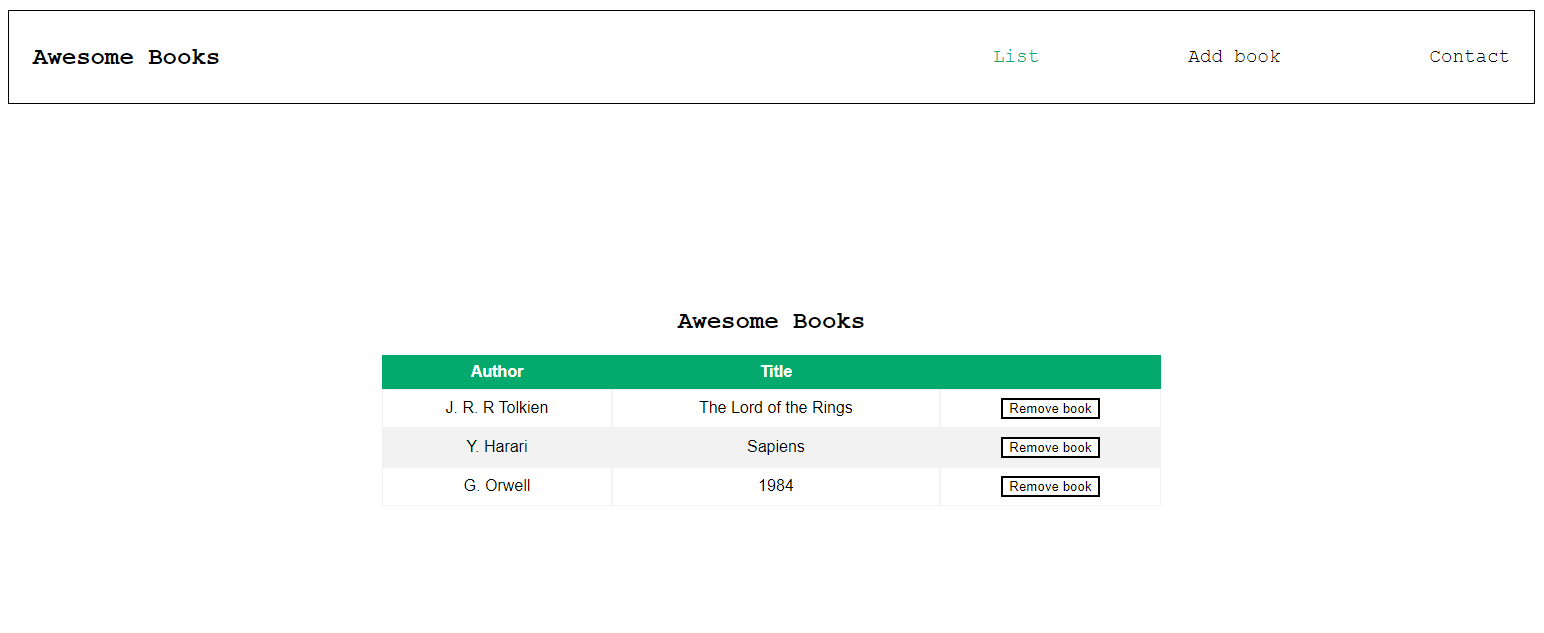 Awesome Books List Add book Contact
Awesome Books
Author Title
J. R. R Tolkien The Lord of the Rings Remove book
Y. Harari Sapiens Remove book
G. Orwell 1984 Remove book